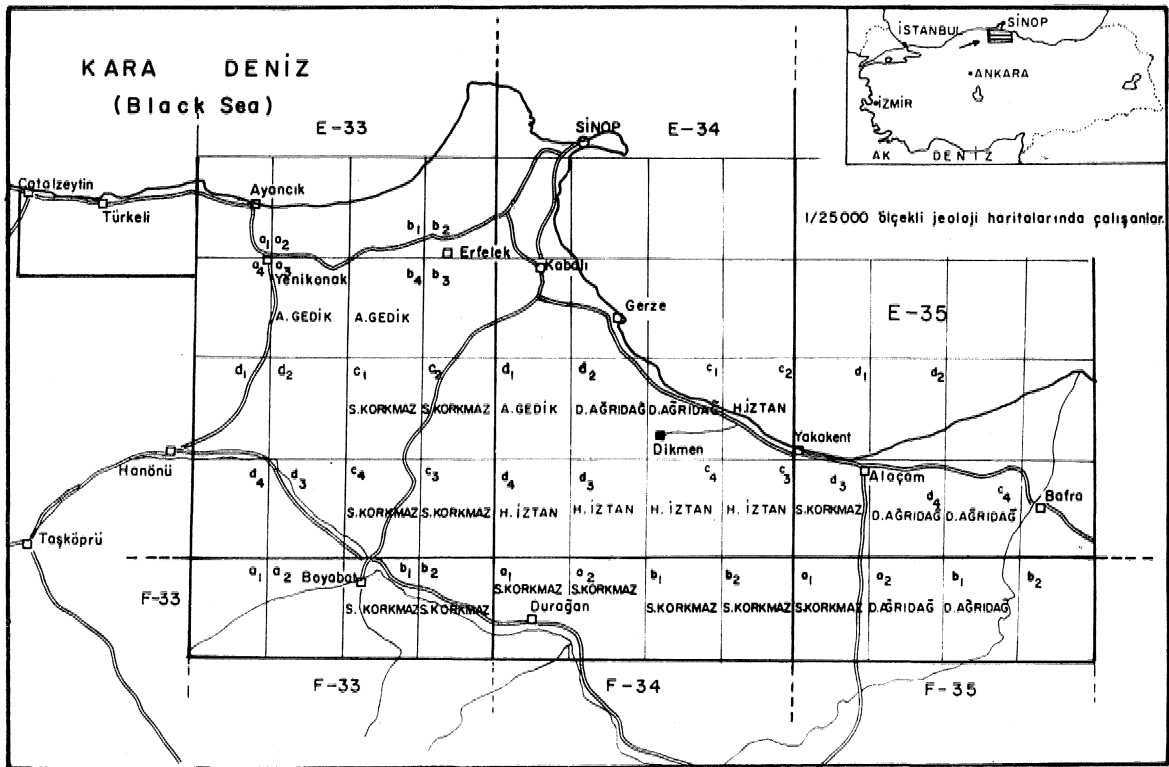 KARA DENİZ
(Black Sea)
SİNOP
İSTANBUL
ANKARA
İZMİR
AK DENİZ
E-33
SİNOP
E-34
Çatalzeytin
Ayancık
Türkeli
1/25000 ölçekli jeoloji haritalarında çalışanlar.
a1 a2
b1 b2
Erfelek
a4 a3
Yenikonak
b4 b3
Kabalı
A.GEDİK A.GEDİK
Gerze
E-35
d1 d2 c1 c2 d1 d2 c1 c2 d1 d2
S.KORKMAZ S.KORKMAZ A.GEDİK D.AĞRIDAĞ D.AĞRIDAĞ H.İZTAN
Dikmen
Yakakent
Hanönü
d4 d3 c4 c3 d4 d3 c4 c3 d3
Alaçam
d4 c4
Bafra
S.KORKMAZ S.KORKMAZ H.İZTAN H.İZTAN H.İZTAN H.İZTAN S.KORKMAZ D.AĞRIDAĞ D.AĞRIDAĞ
Taşköprü
a1 a2
Boyabat
b1 b2 a1 a2 b1 b2 a1 a2 b1 b2
S.KORKMAZ S.KORKMAZ
F-33
S.KORKMAZ S.KORKMAZ
Durağan
S.KORKMAZ S.KORKMAZ S.KORKMAZ D.AĞRIDAĞ D.AĞRIDAĞ
F-33
F-34
F-35